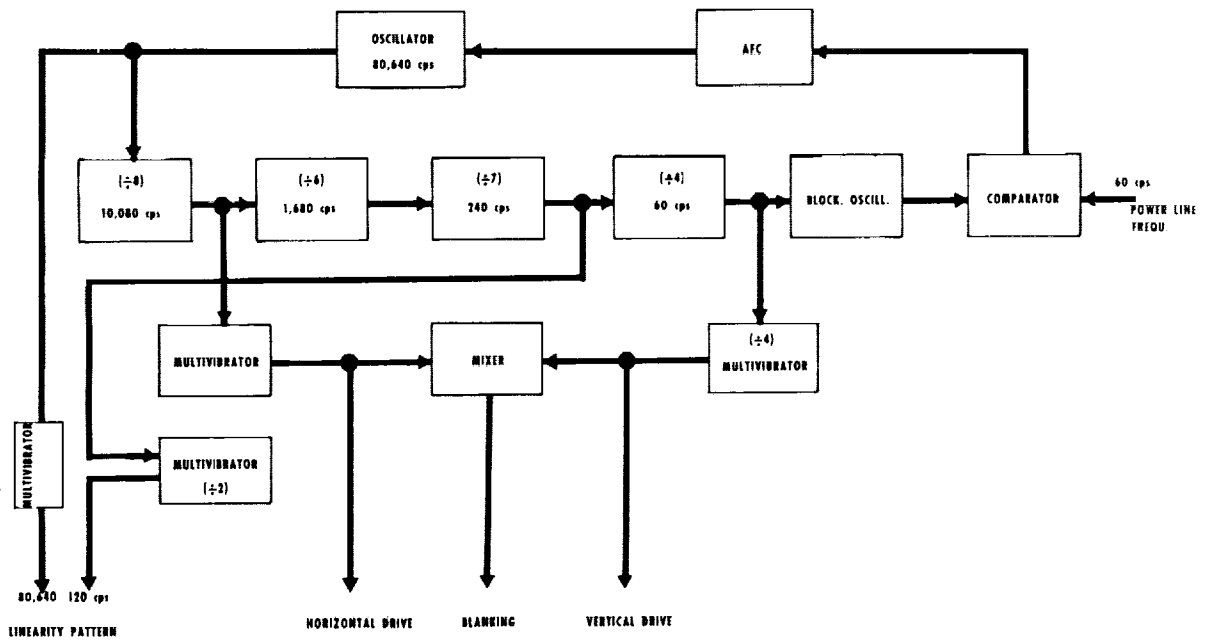 OSCILLATOR
80,640 cps
AFC
(÷8)
10,080 cps
(÷6)
1,680 cps
(÷7)
240 cps
(÷4)
60 cps
BLOCK. OSCILL.
COMPARATOR
60 cps
POWER LINE
FREQU.
MULTIVIBRATOR
MIXER
(÷4)
MULTIVIBRATOR
MULTIVIBRATOR
MULTIVIBRATOR
(÷2)
80,640 120 cps
LINEARITY PATTERN
HORIZONTAL DRIVE
BLANKING
VERTICAL DRIVE